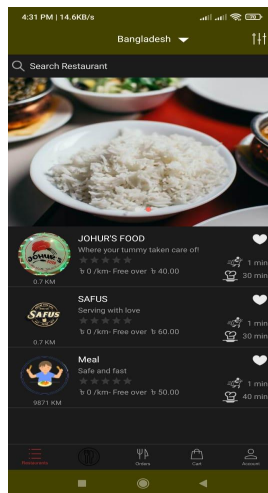 4:31 PM | 14.6KB/s
Bangladesh
Search Restaurant
JOHUR'S FOOD
Where your tummy taken care of!
৳ 0 /km- Free over ৳ 40.00
1 min
30 min
JOHUR'S
0.7 KM
SAFUS
Serving with love
৳ 0 /km- Free over ৳ 60.00
1 min
30 min
SAFUS
0.7 KM
Meal
Safe and fast
৳ 0 /km- Free over ৳ 50.00
1 min
40 min
9871 KM
Restaurants
Orders
Cart
Account